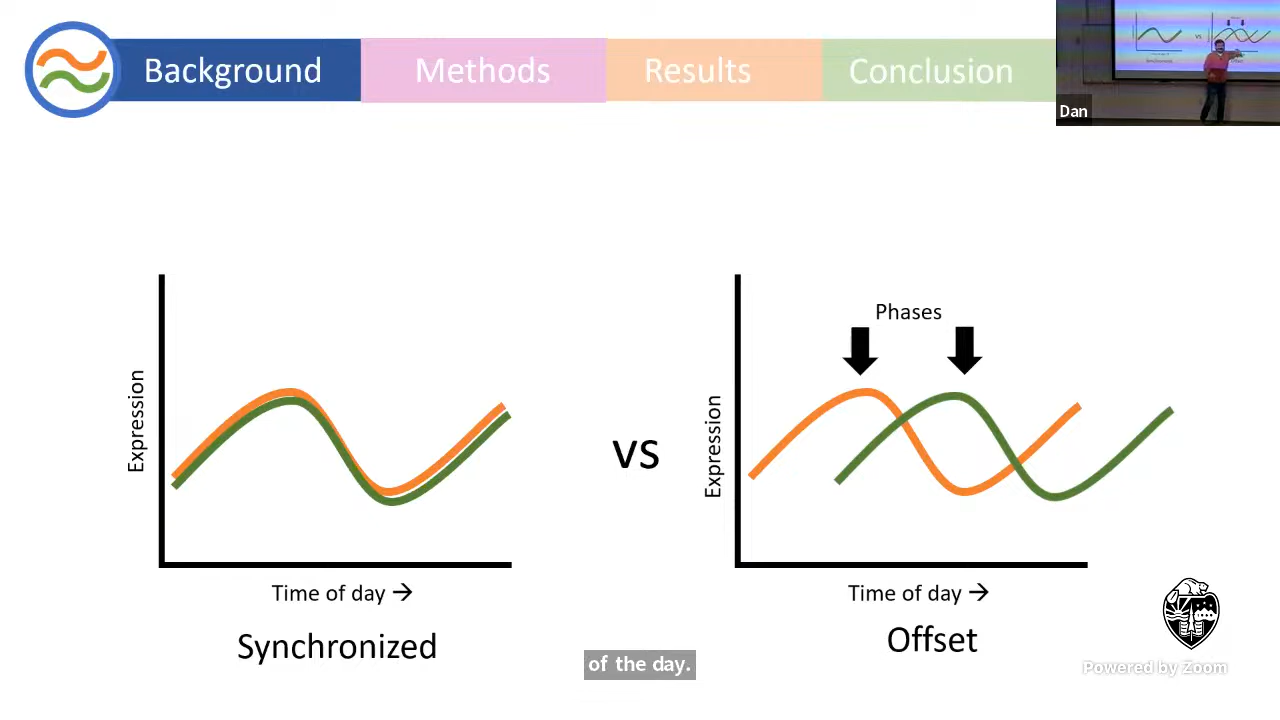 Background
Methods
Results
Conclusion
Dan
Phases
Expression
vs
Expression
Time of day →
Time of day →
Synchronized
Offset
of the day.
Powered by Zoom